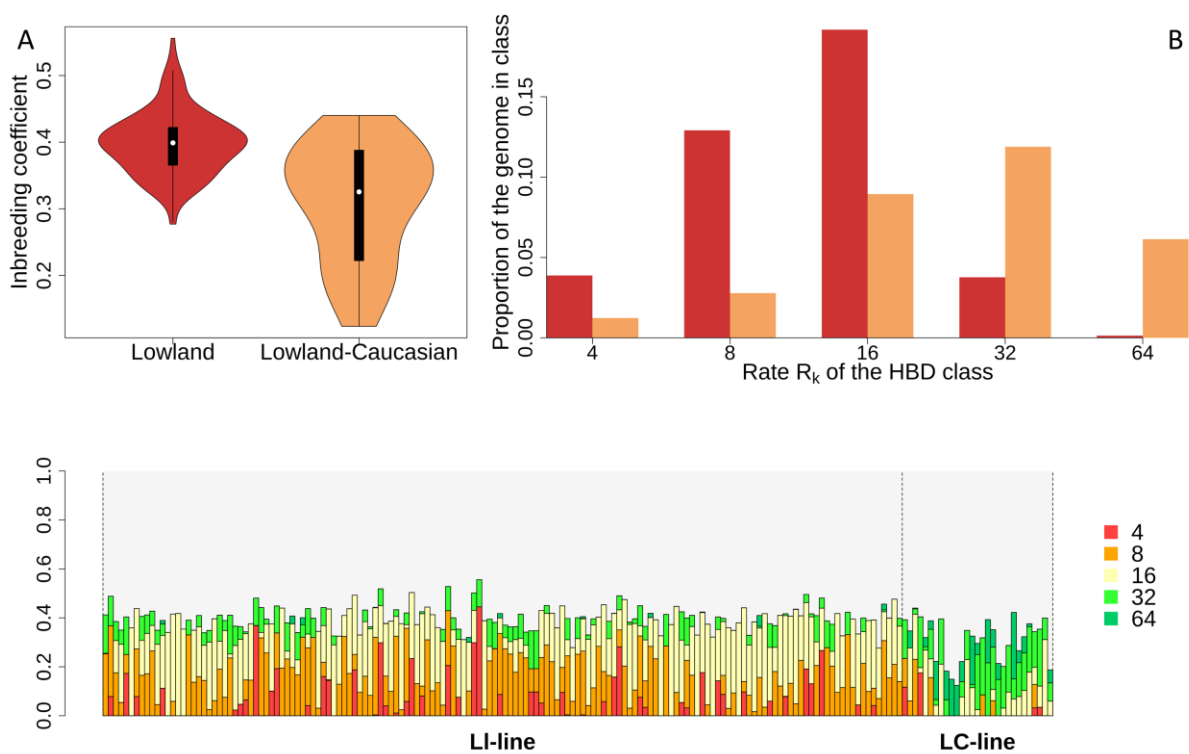 A
Inbreeding coefficient
0.5
0.4
0.3
0.2
Lowland
Lowland-Caucasian
B
Proportion of the genome in class
0.15
0.10
0.05
0.00
4
8
16
32
64
Rate Rk of the HBD class
1.0
0.8
0.6
0.4
0.2
0.0
LI-line
LC-line
4
8
16
32
64